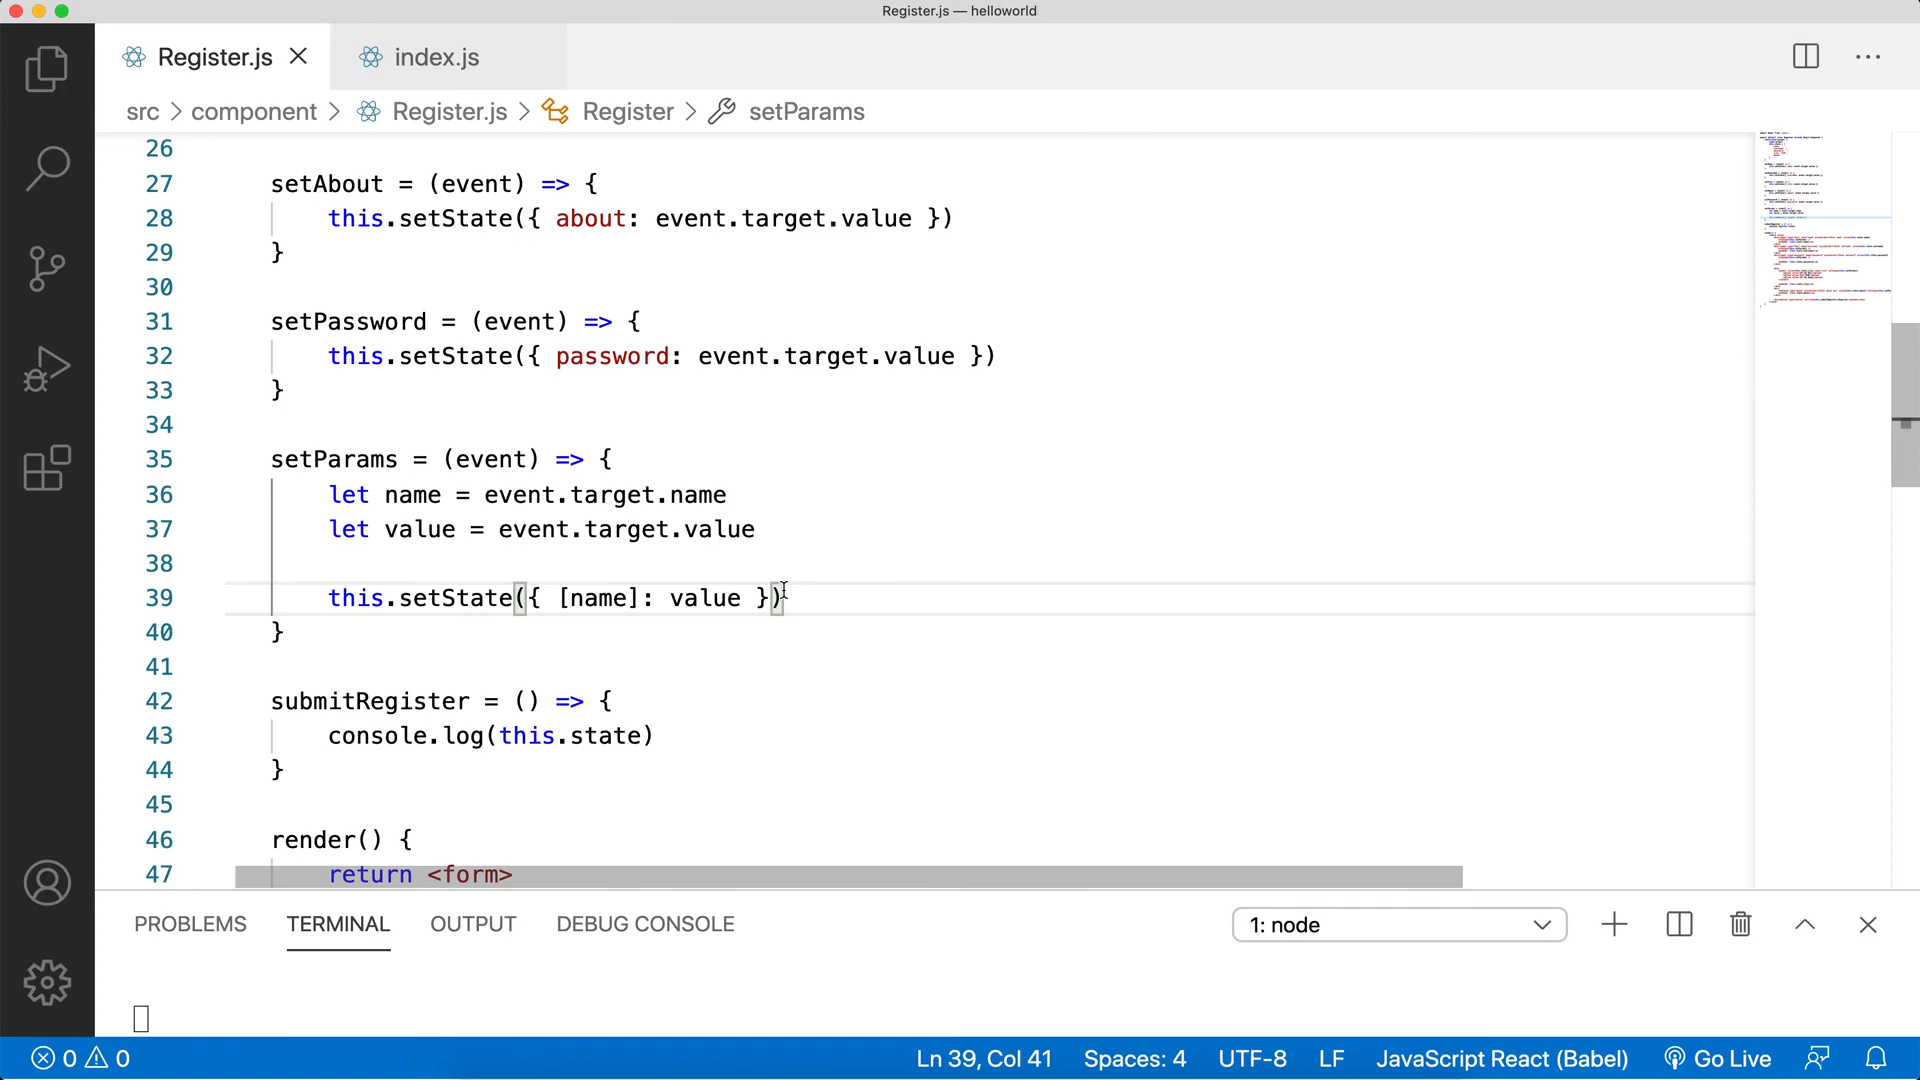 Register.js — helloworld
Register.js index.js
src component Register.js Register setParams
26
27 setAbout = (event) => {
28 this.setState({ about: event.target.value })
29 }
30
31 setPassword = (event) => {
32 this.setState({ password: event.target.value })
33 }
34
35 setParams = (event) => {
36 let name = event.target.name
37 let value = event.target.value
38
39 this.setState({ [name]: value })
40 }
41
42 submitRegister = () => {
43 console.log(this.state)
44 }
45
46 render() {
47 return <form>
PROBLEMS TERMINAL OUTPUT DEBUG CONSOLE 1: node
0 0 Ln 39, Col 41 Spaces: 4 UTF-8 LF JavaScript React (Babel) Go Live